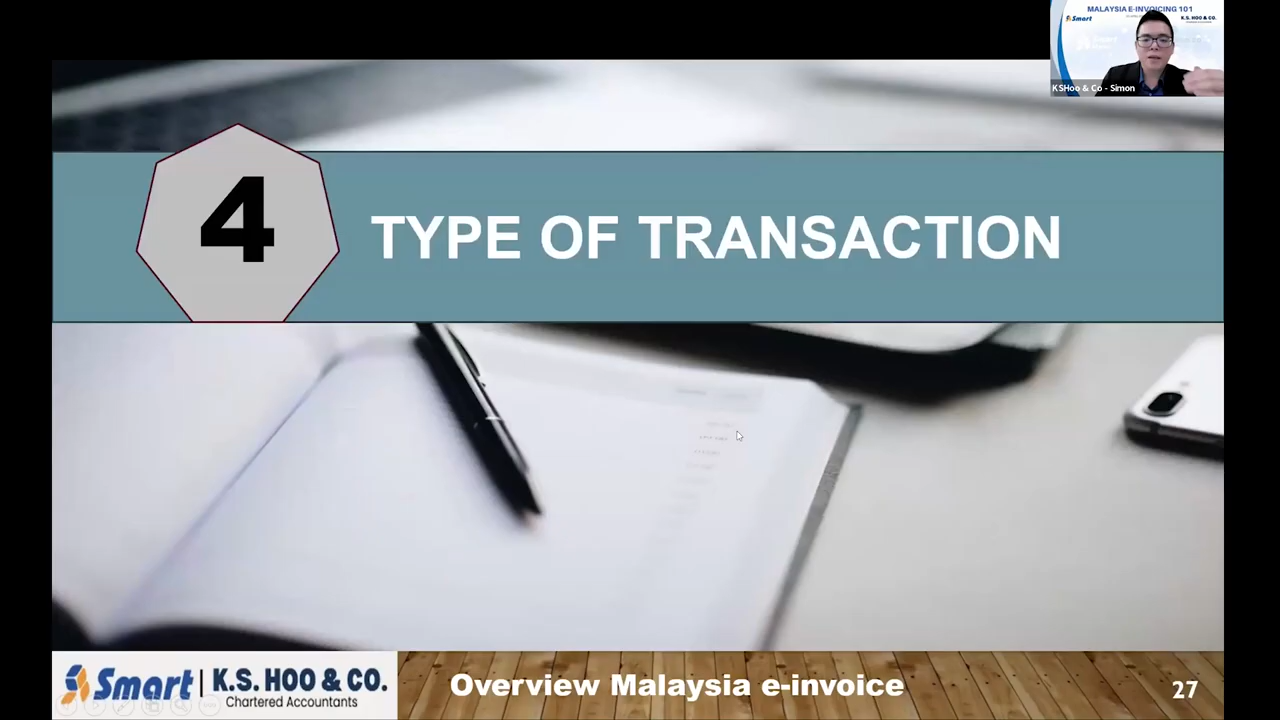 MALAYSIA E-INVOICING 101
Smart
K.S. HOO & CO.
KSHoo & Co - Simon
4
TYPE OF TRANSACTION
Smart | K.S. HOO & CO.
Chartered Accountants
Overview Malaysia e-invoice
27